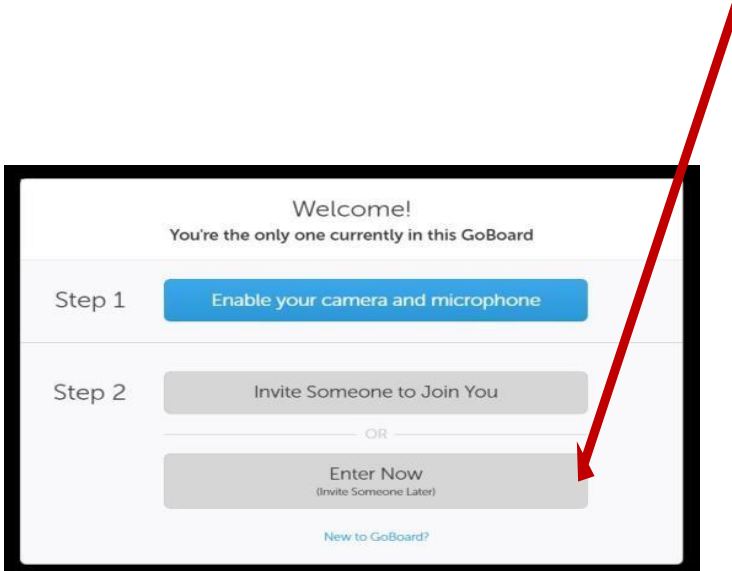 Welcome!
You're the only one currently in this GoBoard
Step 1
Enable your camera and microphone
Step 2
Invite Someone to Join You
OR
Enter Now
(Invite Someone Later)
New to GoBoard?